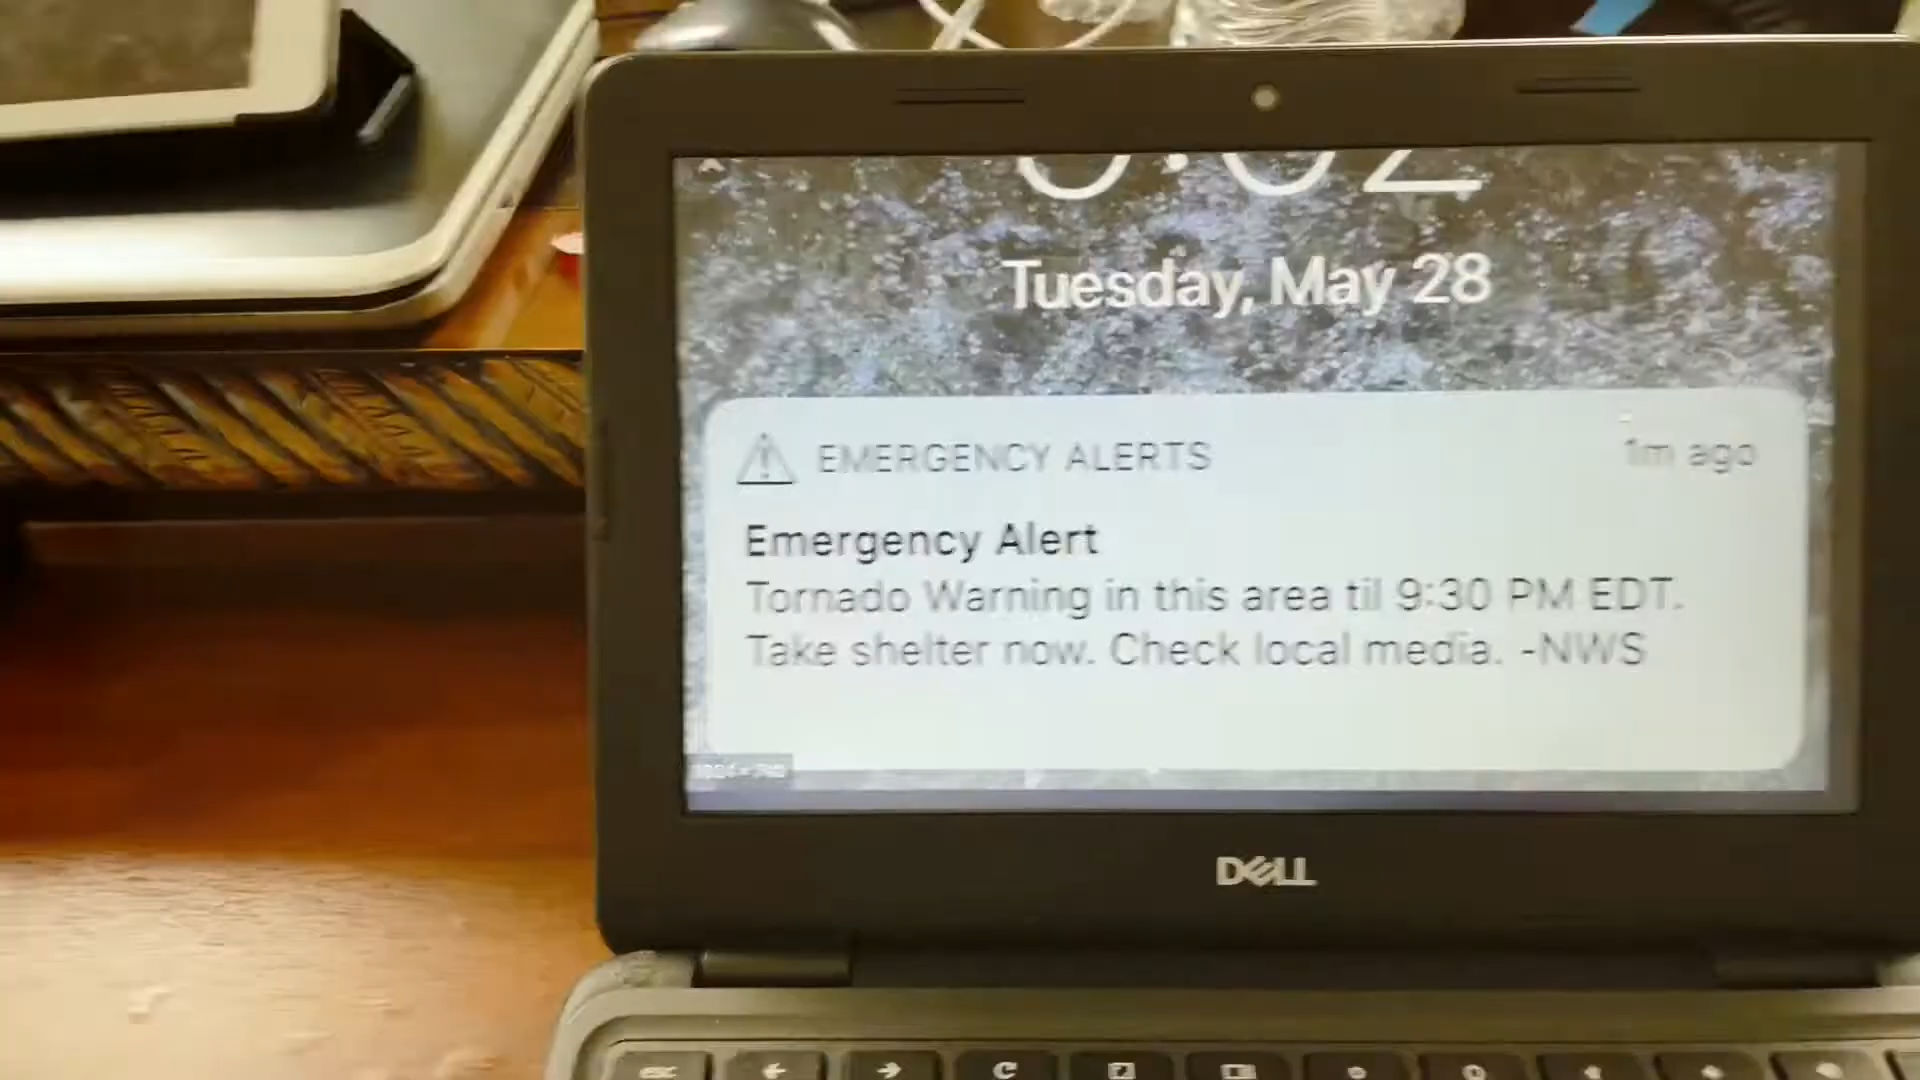 Tuesday, May 28
EMERGENCY ALERTS 1m ago
Emergency Alert
Tornado Warning in this area til 9:30 PM EDT.
Take shelter now. Check local media. -NWS
DELL
esc